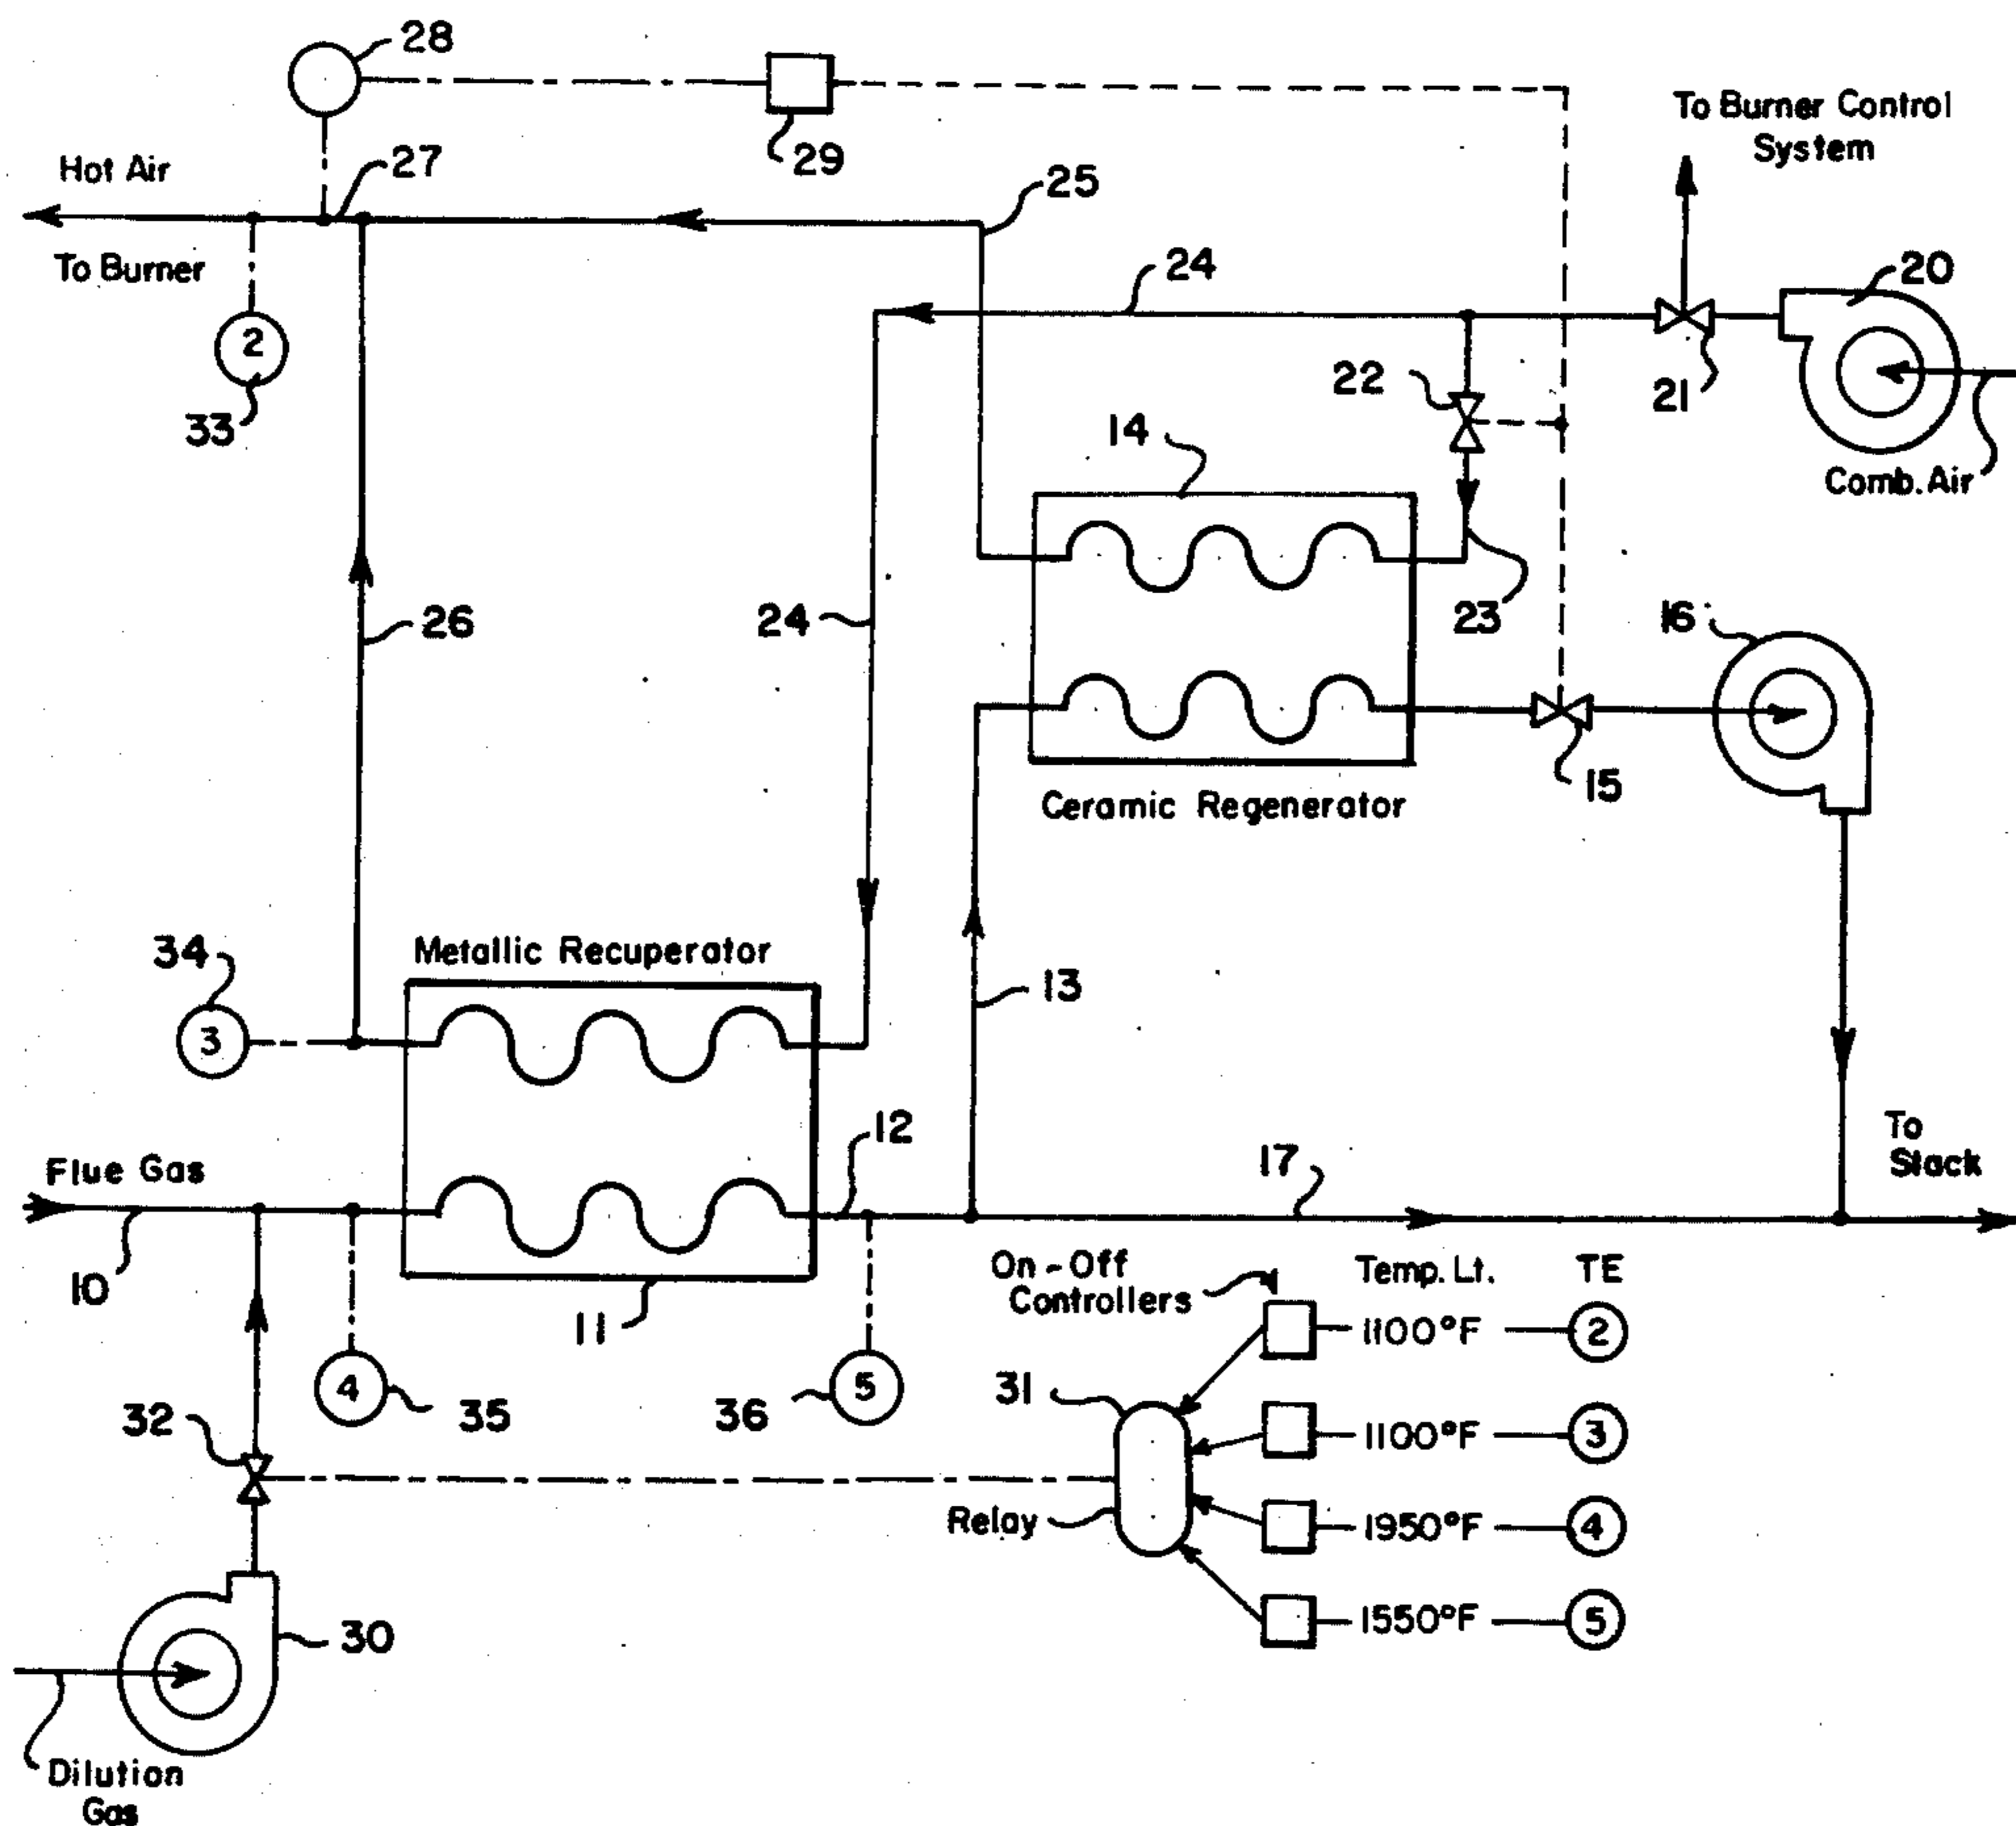 28
29
To Burner Control
System
Hot Air
27
25
To Burner
24
20
2
22
21
33
14
Comb. Air
26
24
23
16
15
Ceramic Regenerator
34
Metallic Recuperator
3
13
12
To
Stack
Flue Gas
17
10
11
On-Off
Controllers
Temp. Lt.
TE
1100°F
2
4
35
36
5
31
32
1100°F
3
Relay
1950°F
4
30
1550°F
5
Dilution
Gas